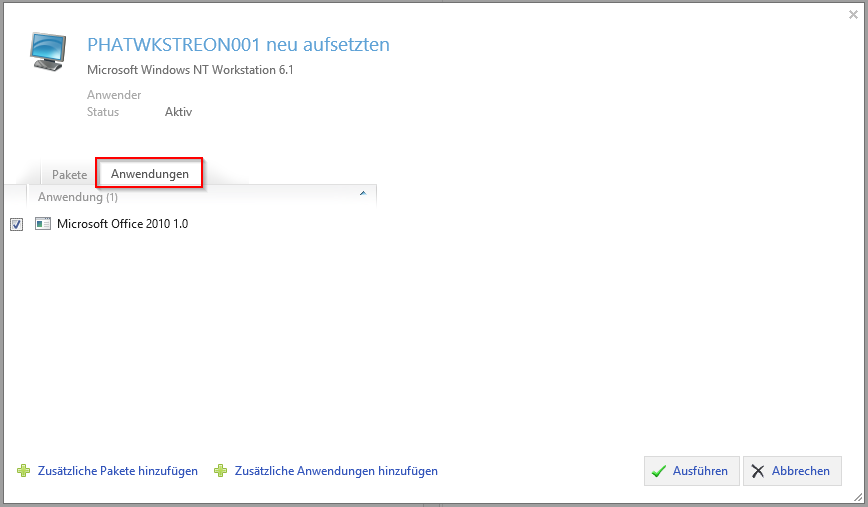 PHATWKSTREON001 neu aufsetzten
Microsoft Windows NT Workstation 6.1
Anwender
Status Aktiv
Pakete Anwendungen
Anwendung (1)
Microsoft Office 2010 1.0
Zusätzliche Pakete hinzufügen Zusätzliche Anwendungen hinzufügen Ausführen Abbrechen